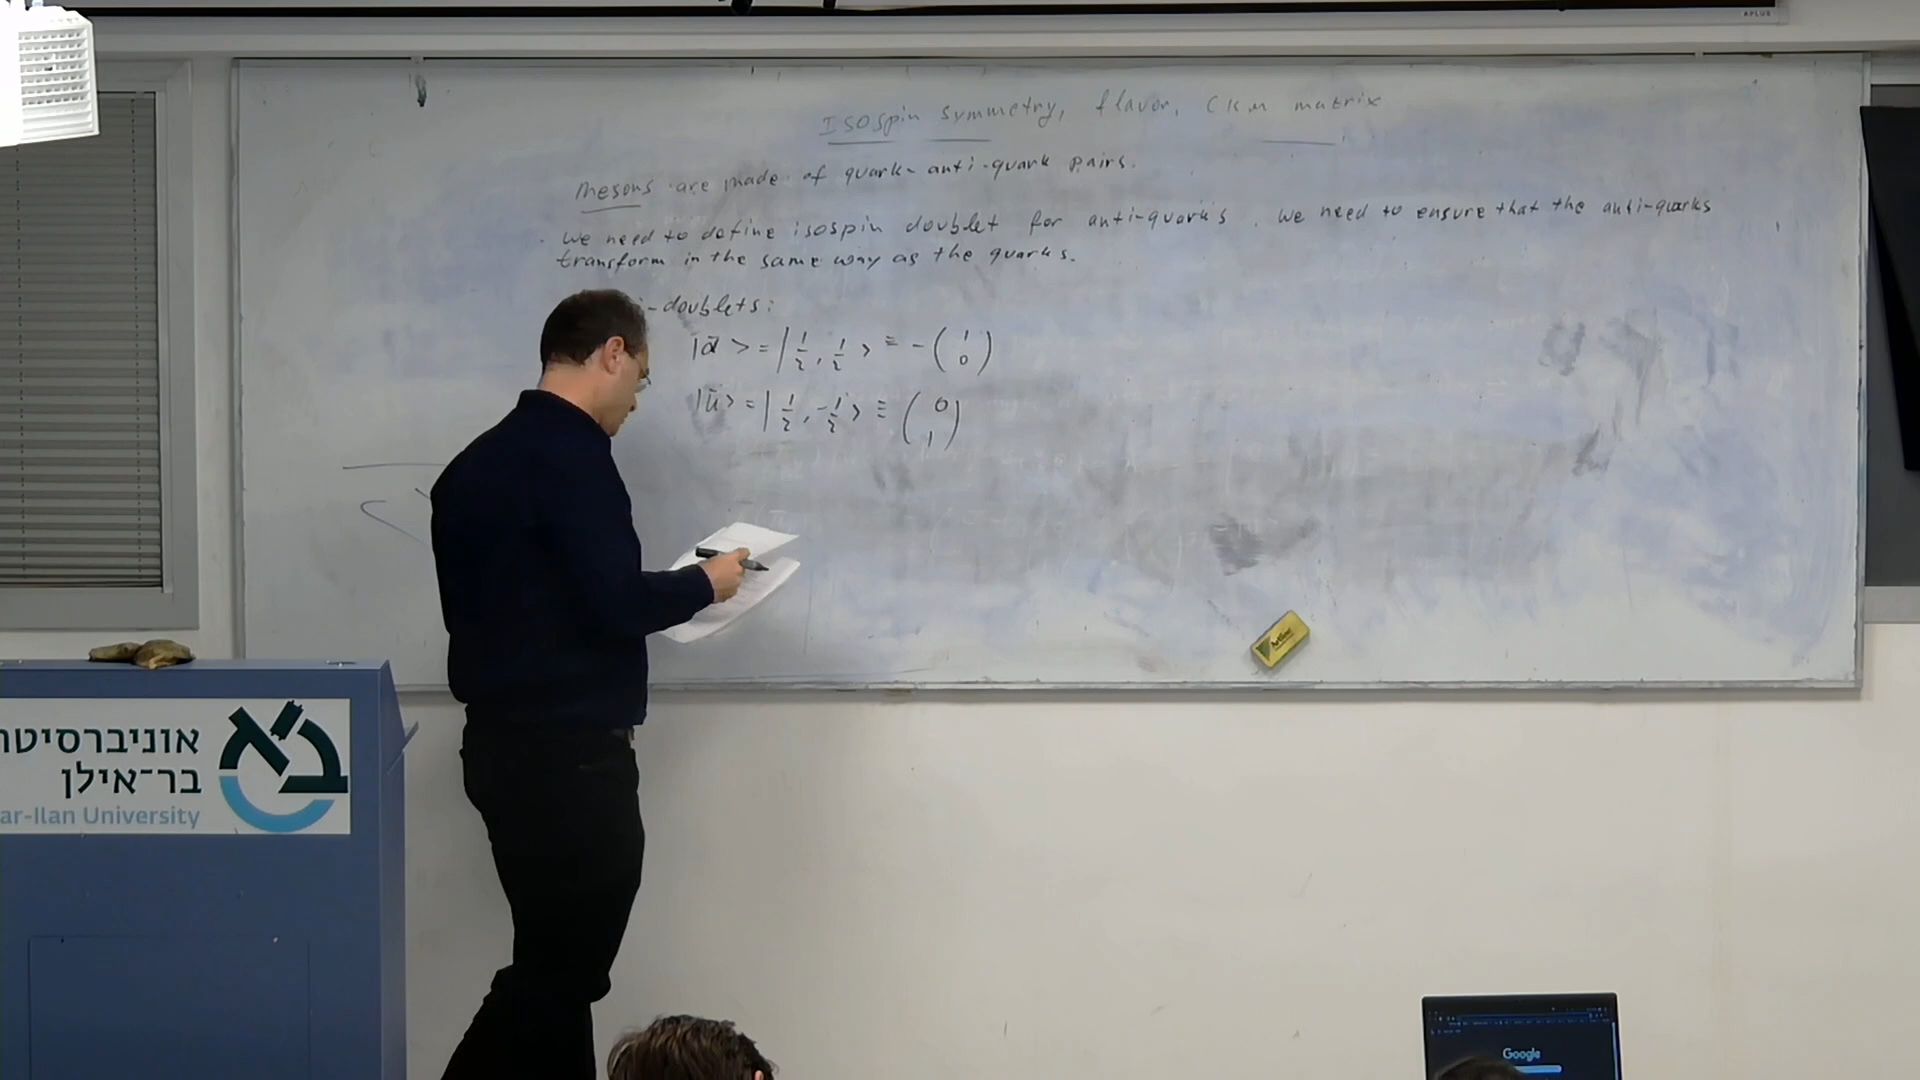 APLUS
Isospin symmetry, flavor, CKM matrix
Mesons are made of quark-anti-quark pairs.
We need to define isospin doublet for anti-quarks. We need to ensure that the anti-quarks
transform in the same way as the quarks.
-doublets:
|d̄> = |1/2, 1/2> ≡ -(1 0)
|ū> = |1/2, -1/2> ≡ (0 1)
Artline
אוניברסיטת
בר־אילן
ar-Ilan University
Google